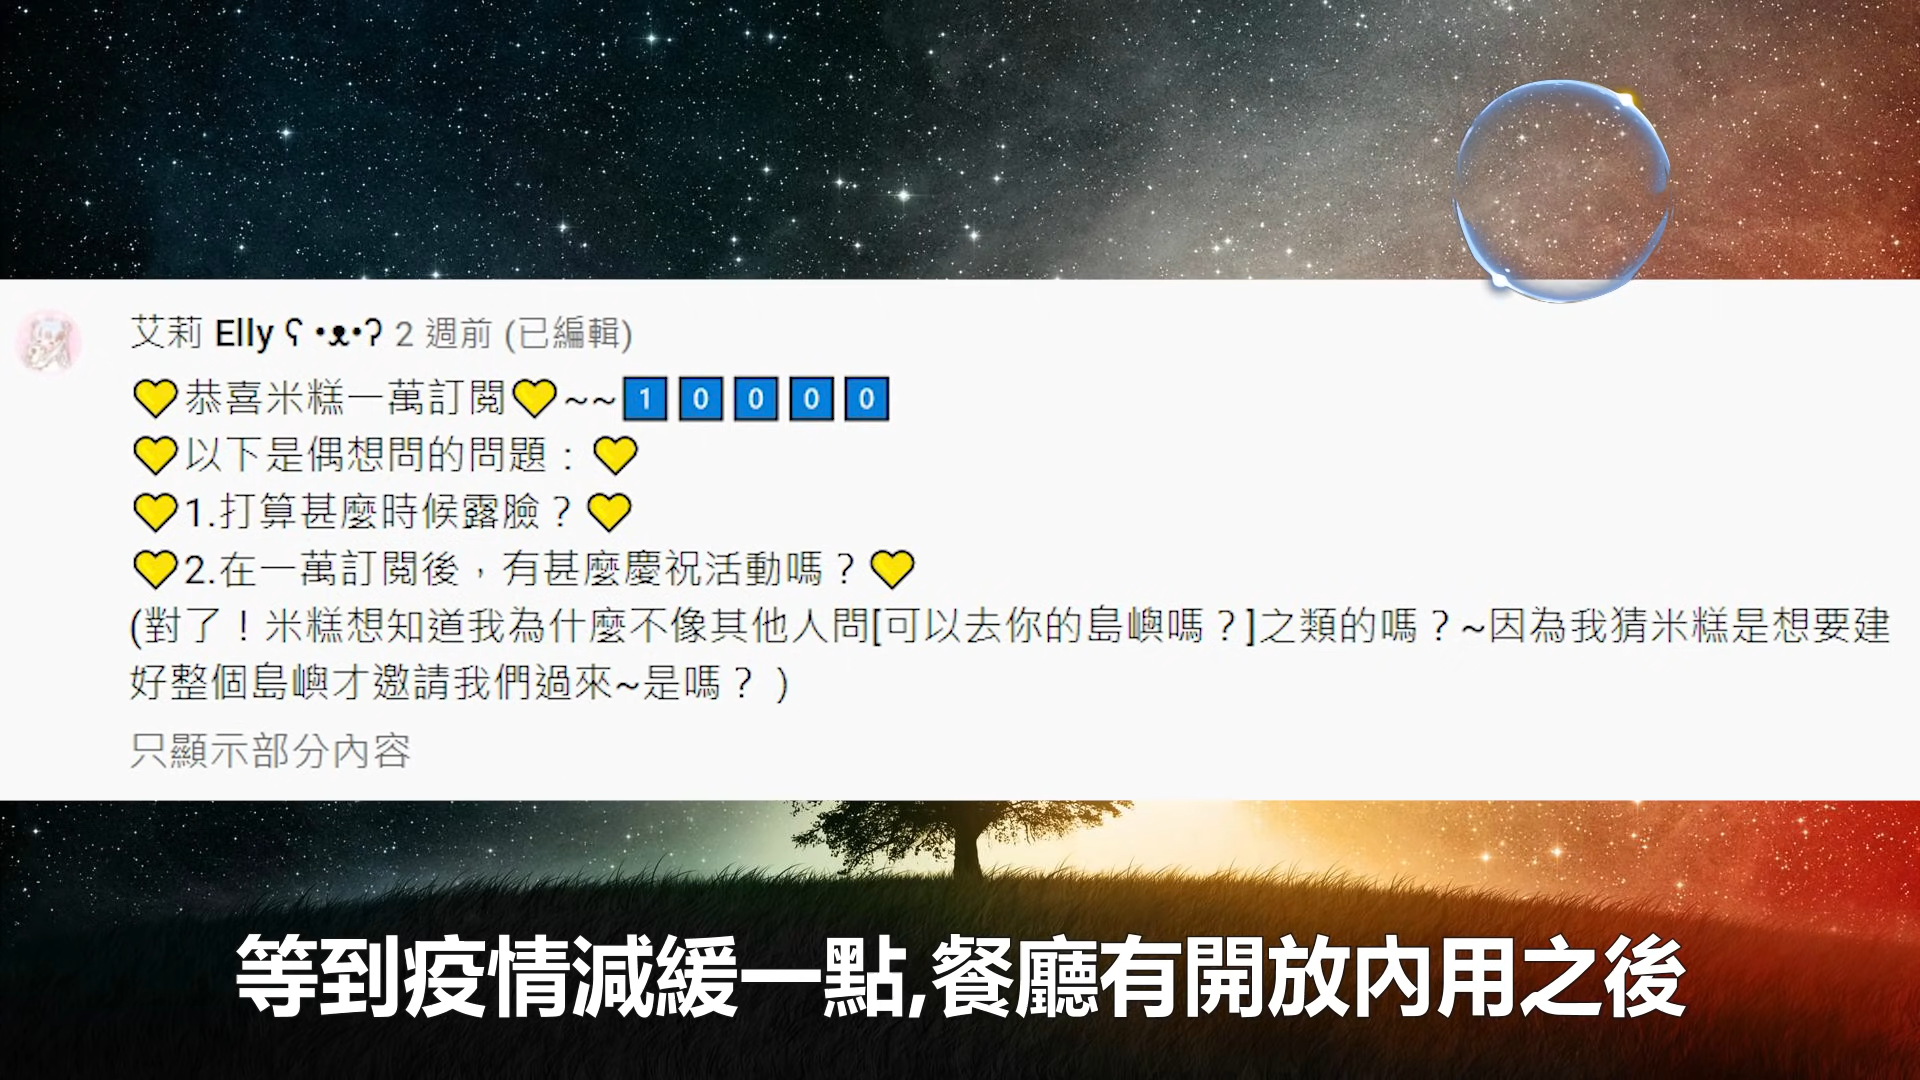 艾莉 Elly ʕ •ᴥ•ʔ 2 週前 (已編輯)
💛恭喜米糕一萬訂閱💛~~1️⃣0️⃣0️⃣0️⃣0️⃣
💛以下是偶想問的問題：💛
💛1.打算甚麼時候露臉？💛
💛2.在一萬訂閱後，有甚麼慶祝活動嗎？💛
(對了！米糕想知道我為什麼不像其他人問[可以去你的島嶼嗎？]之類的嗎？~因為我猜米糕是想要建
好整個島嶼才邀請我們過來~是嗎？ )
只顯示部分內容
等到疫情減緩一點,餐廳有開放內用之後